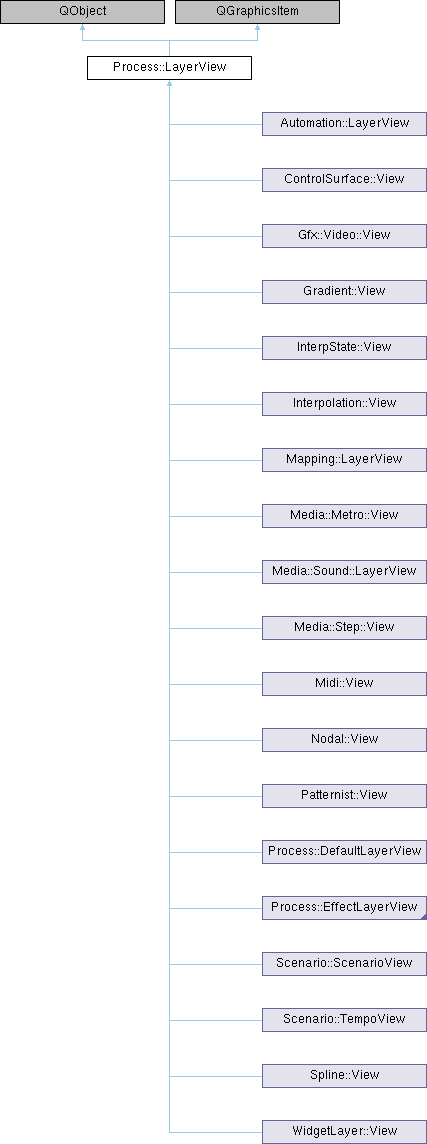 QObject
QGraphicsItem
Process::LayerView
Automation::LayerView
ControlSurface::View
Gfx::Video::View
Gradient::View
InterpState::View
Interpolation::View
Mapping::LayerView
Media::Metro::View
Media::Sound::LayerView
Media::Step::View
Midi::View
Nodal::View
Patternist::View
Process::DefaultLayerView
Process::EffectLayerView
Scenario::ScenarioView
Scenario::TempoView
Spline::View
WidgetLayer::View